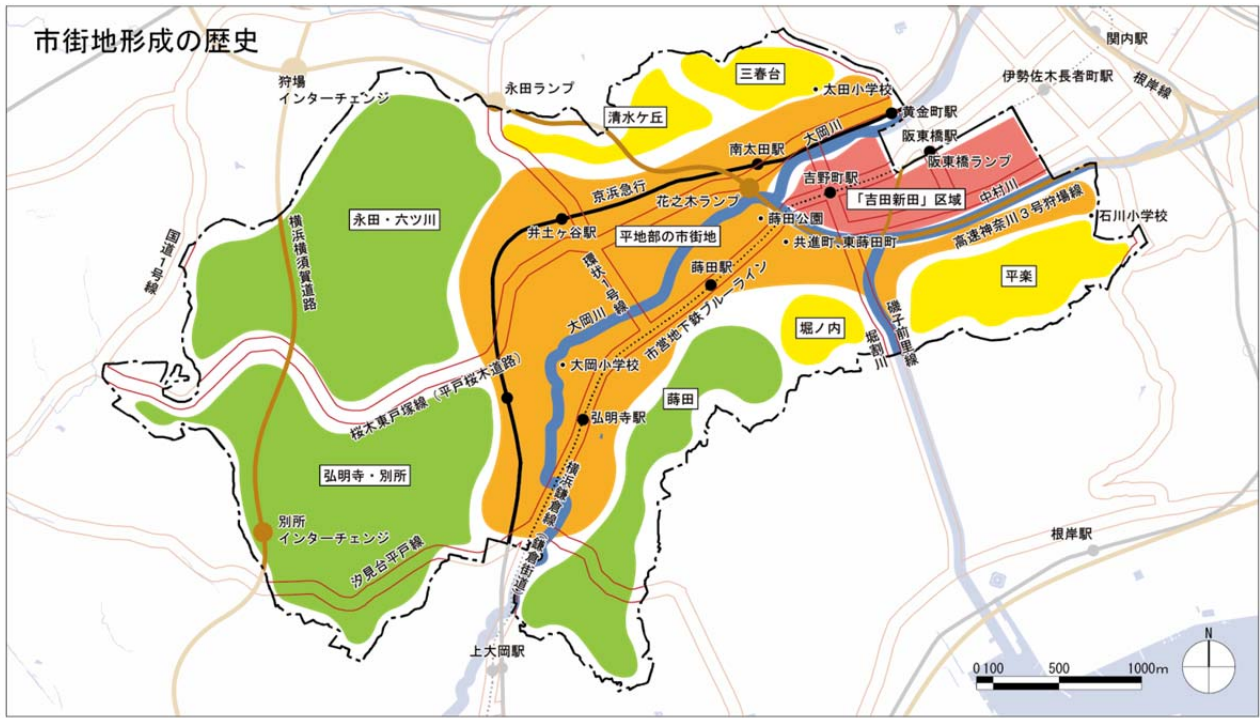 市街地形成の歴史
関内駅
狩場
インターチェンジ
永田ランプ
三春台
太田小学校
伊勢佐木長者町駅
根岸線
清水ケ丘
大岡川
黄金町駅
阪東橋駅
南太田駅
阪東橋ランプ
京浜急行
吉野町駅
花之木ランプ
「吉田新田」区域
中村川
永田・六ツ川
蒔田公園
高速神奈川3号狩場線
石川小学校
井土ヶ谷駅
平地部の市街地
共進町、東蒔田町
国道1号線
横浜横須賀道路
環状1号線
蒔田駅
平楽
大岡川
市営地下鉄ブルーライン
堀ノ内
磯子前里線
堀割川
大岡小学校
桜木東戸塚線（平戸桜木道路）
蒔田
弘明寺駅
弘明寺・別所
横浜鎌倉線（鎌倉街道）
別所
インターチェンジ
汐見台平戸線
根岸駅
上大岡駅
N
0 100 500 1000m